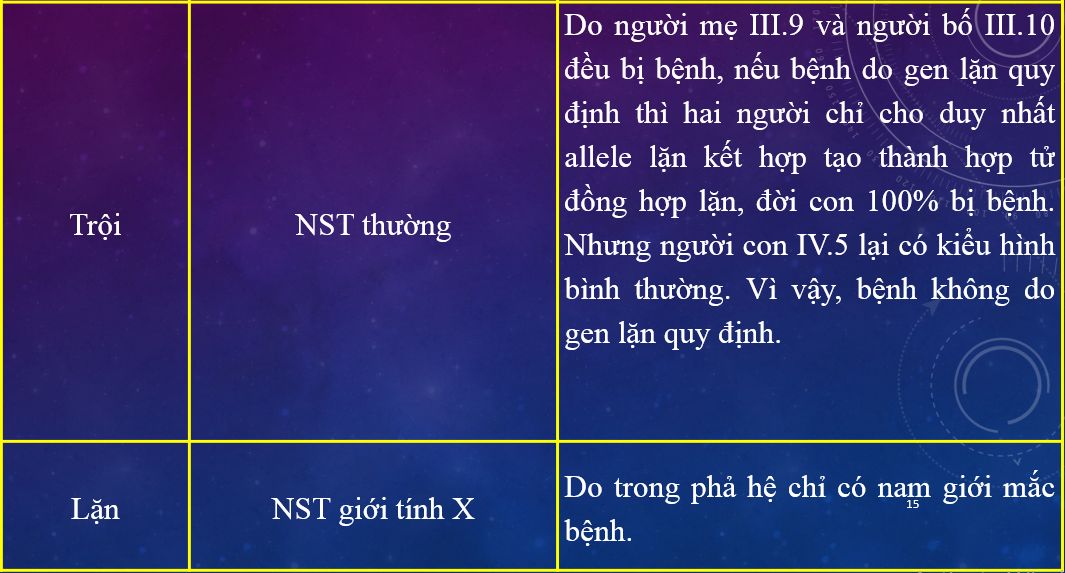 Trội
NST thường
Do người mẹ III.9 và người bố III.10
đều bị bệnh, nếu bệnh do gen lặn quy
định thì hai người chỉ cho duy nhất
allele lặn kết hợp tạo thành hợp tử
đồng hợp lặn, đời con 100% bị bệnh.
Nhưng người con IV.5 lại có kiểu hình
bình thường. Vì vậy, bệnh không do
gen lặn quy định.
Lặn
NST giới tính X
Do trong phả hệ chỉ có nam giới mắc
bệnh.
15